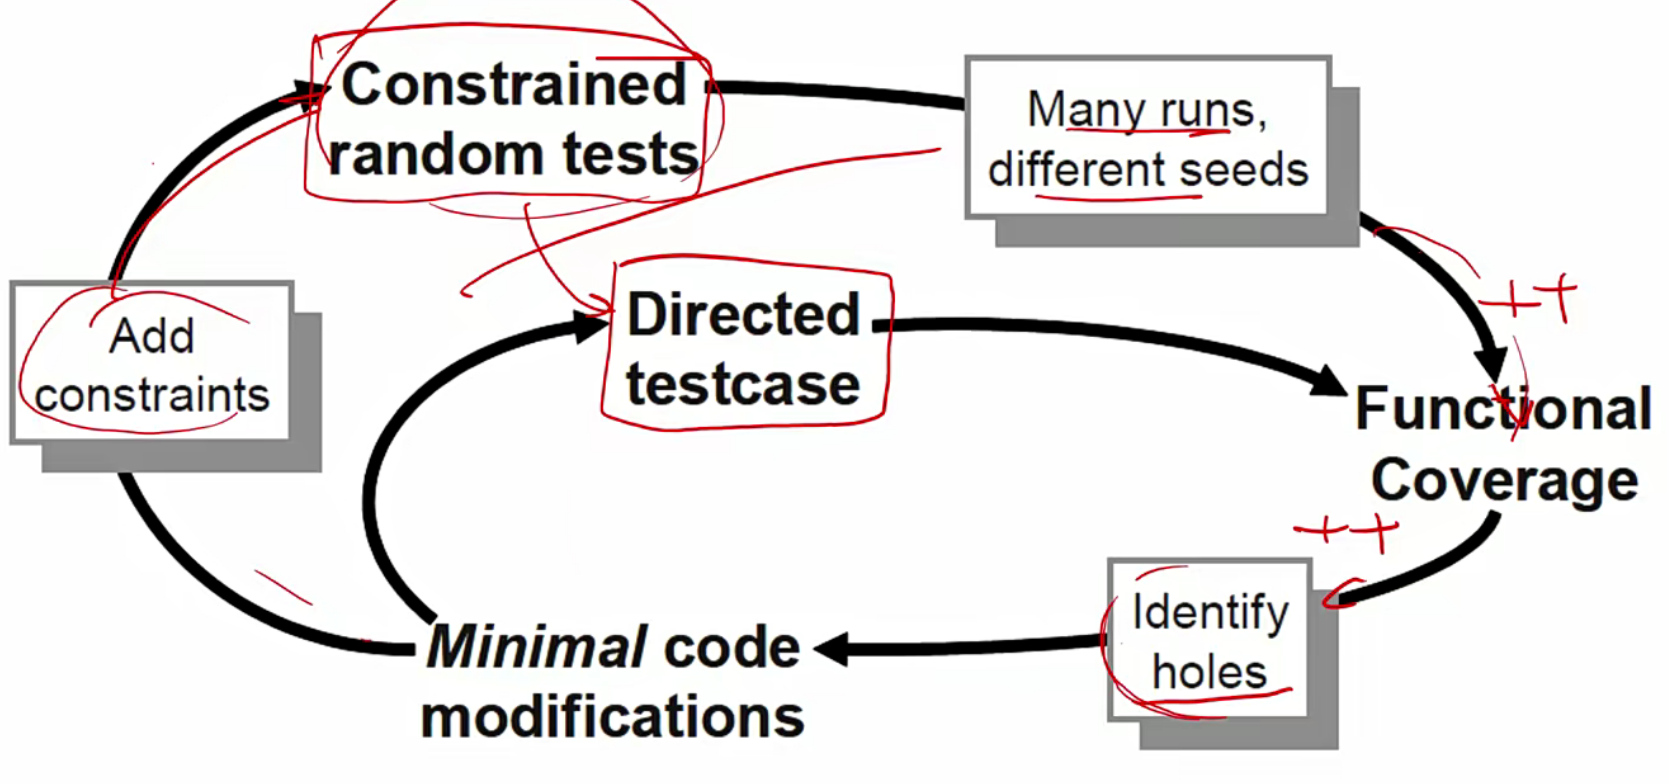 Constrained
random tests
Many runs,
different seeds
Add
constraints
Directed
testcase
++
Functional
Coverage
++
Identify
holes
Minimal code
modifications